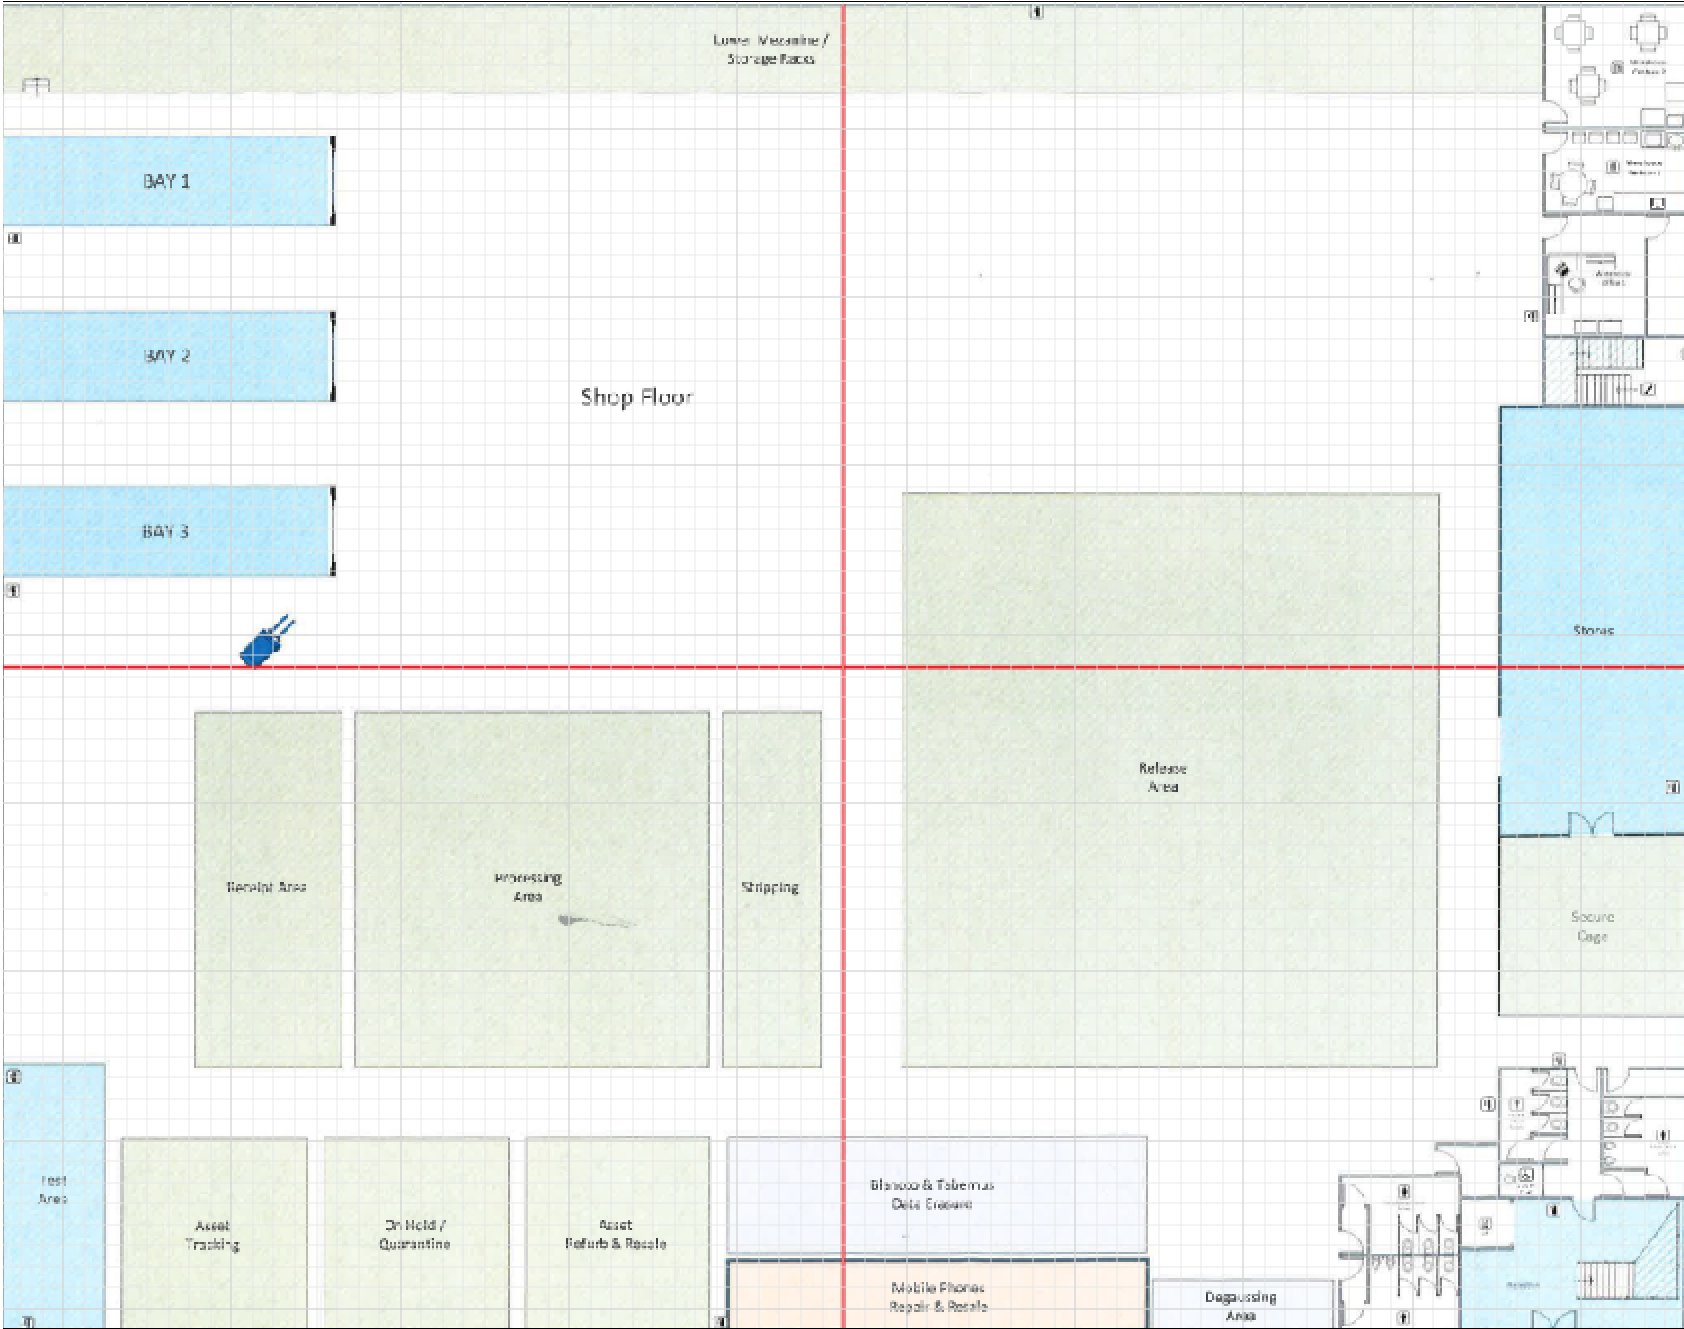 Lower Mezanine /
Storage Racks
BAY 1
BAY 2
Shop Floor
BAY 3
Stores
Release
Area
Receipt Area
Processing
Area
Stripping
Secure
Cage
Test
Area
Asset
Tracking
On Hold /
Quarantine
Asset
Refurb & Resale
Blancco & Tabernus
Data Erasure
Mobile Phones
Repair & Resale
Degaussing
Area